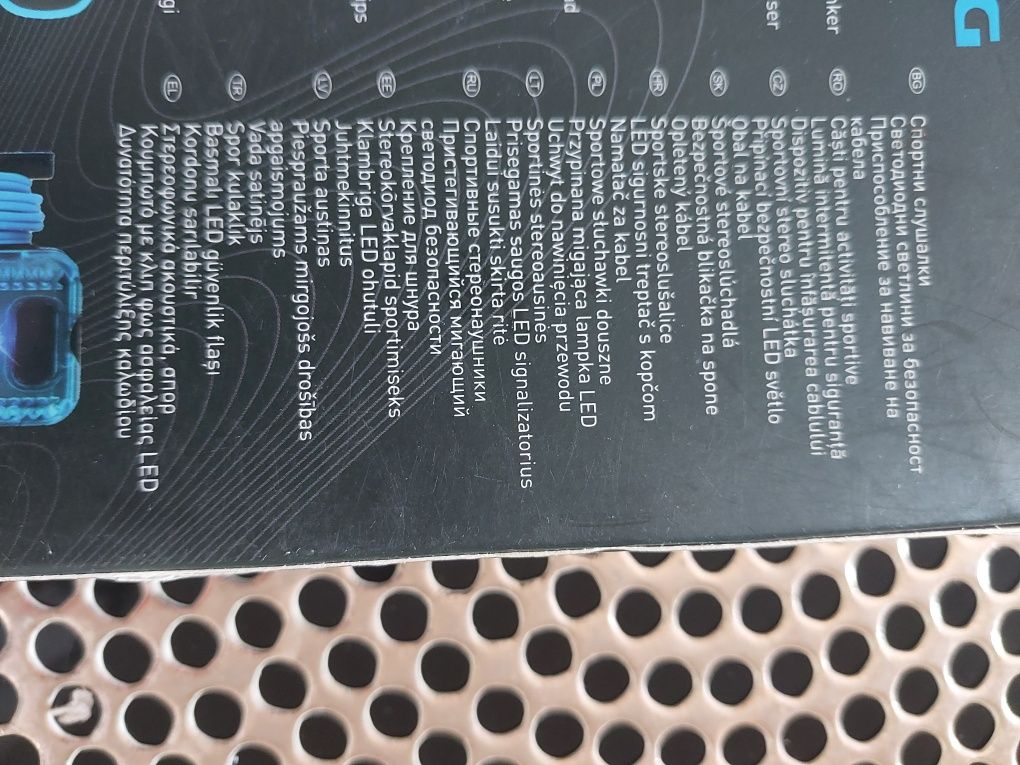 G
nker
ser
d
ips
gi
BG
Спортни слушалки
Светодиодни светлини за безопасност
Приспособление за навиване на
кабела
RO
Căști pentru activități sportive
Lumină intermitentă pentru siguranță
Dispozitiv pentru înfășurarea cablului
CZ
Sportovní stereo sluchátka
Připínací bezpečnostní LED světlo
Obal na kabel
SK
Športové stereoslúchadlá
Bezpečnostná blikačka na spone
Opletený kábel
HR
Sportske stereoslušalice
LED sigurnosni treptač s kopčom
Namatač za kabel
PL
Sportowe słuchawki douszne
Przypinana migająca lampka LED
Uchwyt do nawinięcia przewodu
LT
Sportinės stereoausinės
Prisegamas saugos LED signalizatorius
Laidui susukti skirta ritė
RU
Спортивные стереонаушники
Пристегивающийся мигающий
светодиод безопасности
Крепление для шнура
EE
Stereokõrvaklapid sportimiseks
Klambriga LED ohutuli
Juhtmekinnitus
LV
Sporta austiņas
Piespraužams mirgojošs drošības
apgaismojums
Vada satinējs
TR
Spor kulaklık
Basmalı LED güvenlik flaşı
Kordonu sarılabilir
EL
Στερεοφωνικά ακουστικά, σπορ
Κουμπωτό με κλιπ φως ασφαλείας LED
Δυνατότητα περιτύλιξης καλωδίου